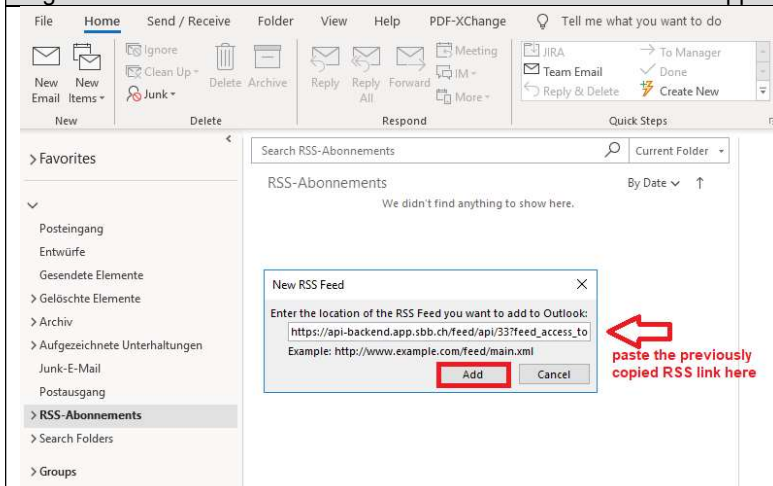 File Home Send / Receive Folder View Help PDF-XChange Tell me what you want to do
New Email
New Items
Ignore
Clean Up
Junk
Delete
Archive
Reply
Reply All
Forward
Meeting
IM
More
JIRA
Team Email
Reply & Delete
To Manager
Done
Create New
New Delete Respond Quick Steps
Favorites
Search RSS-Abonnements
Current Folder
RSS-Abonnements
By Date
We didn't find anything to show here.
Posteingang
Entwürfe
Gesendete Elemente
Gelöschte Elemente
Archiv
Aufgezeichnete Unterhaltungen
Junk-E-Mail
Postausgang
RSS-Abonnements
Search Folders
Groups
New RSS Feed
Enter the location of the RSS Feed you want to add to Outlook:
https://api-backend.app.sbb.ch/feed/api/33?feed_access_to
Example: http://www.example.com/feed/main.xml
Add Cancel
paste the previously
copied RSS link here